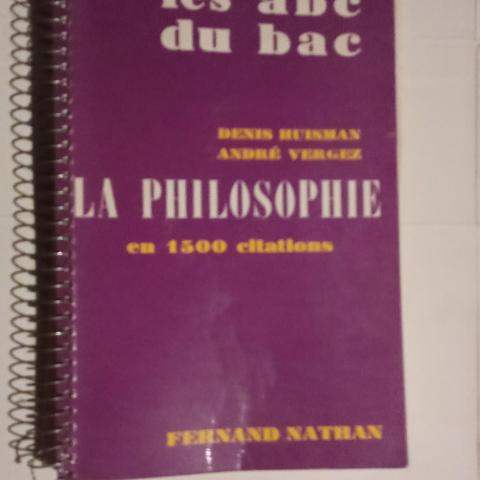 les abc
du bac
DENIS HUISMAN
ANDRÉ VERGEZ
LA PHILOSOPHIE
en 1500 citations
FERNAND NATHAN